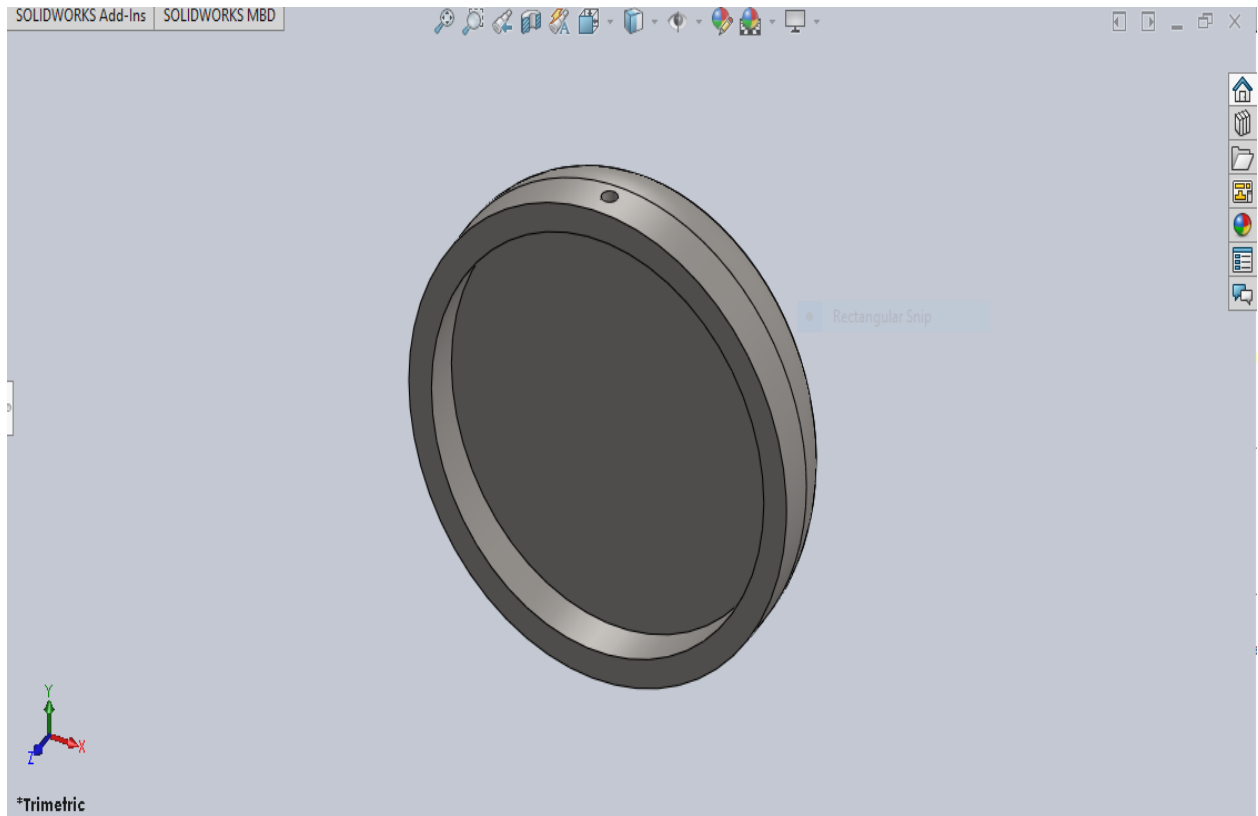 SOLIDWORKS Add-Ins SOLIDWORKS MBD
Rectangular Snip
Y
X
Z
*Trimetric